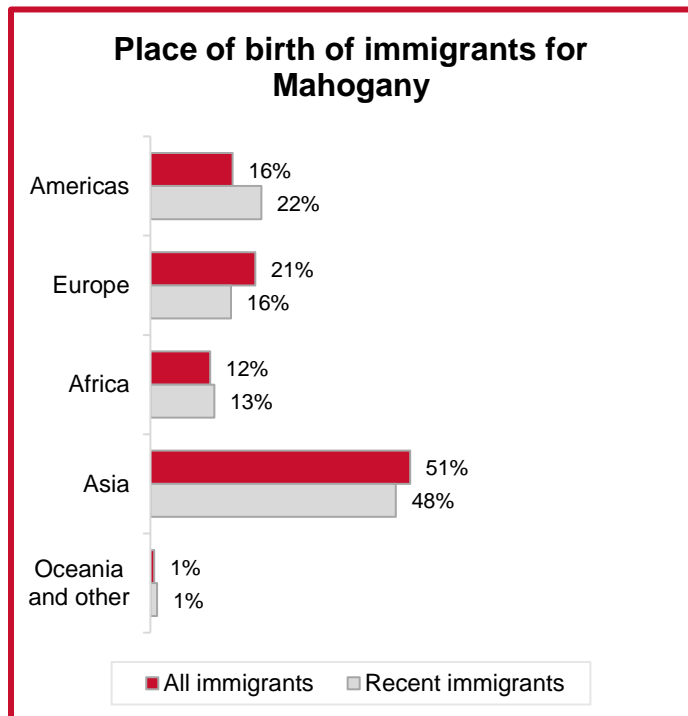 Place of birth of immigrants for
Mahogany
Americas
16%
22%
Europe
21%
16%
Africa
12%
13%
Asia
51%
48%
Oceania
and other
1%
1%
All immigrants
Recent immigrants